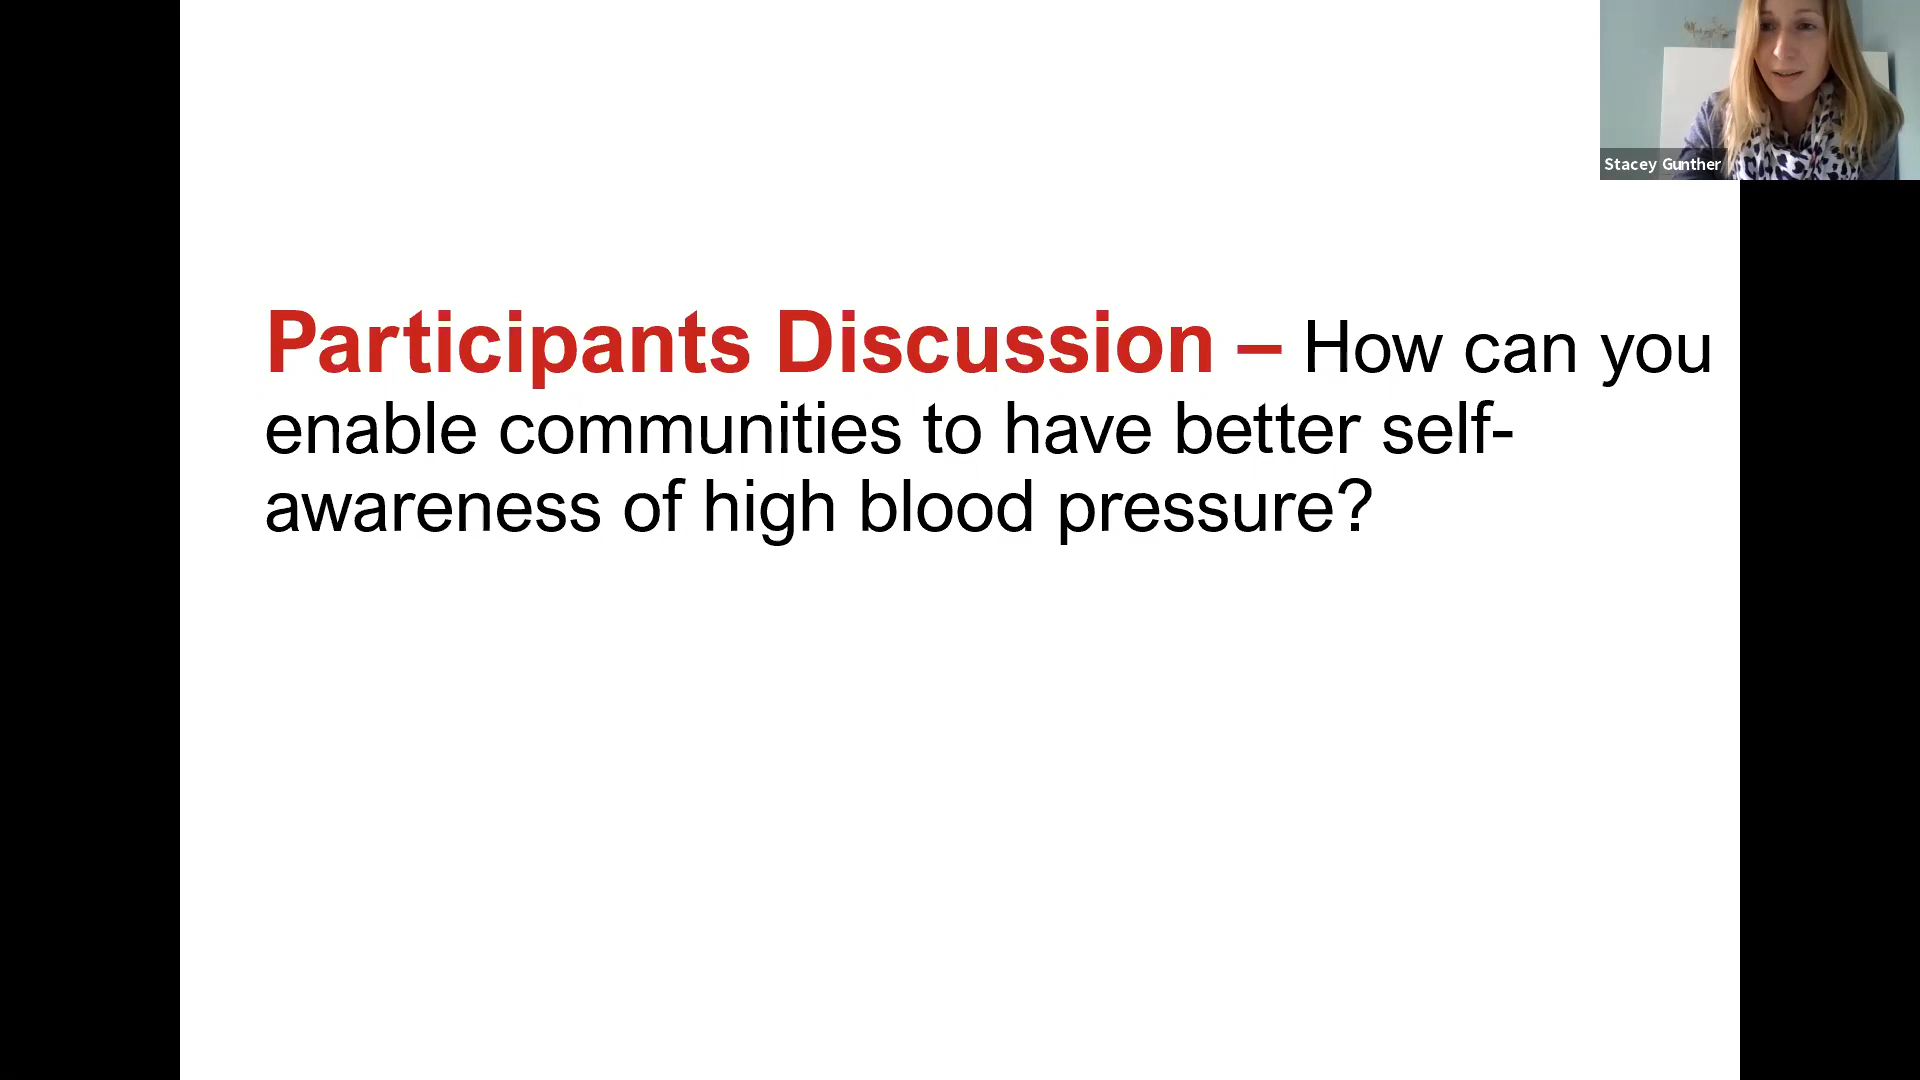 Stacey Gunther
Participants Discussion – How can you
enable communities to have better self-
awareness of high blood pressure?